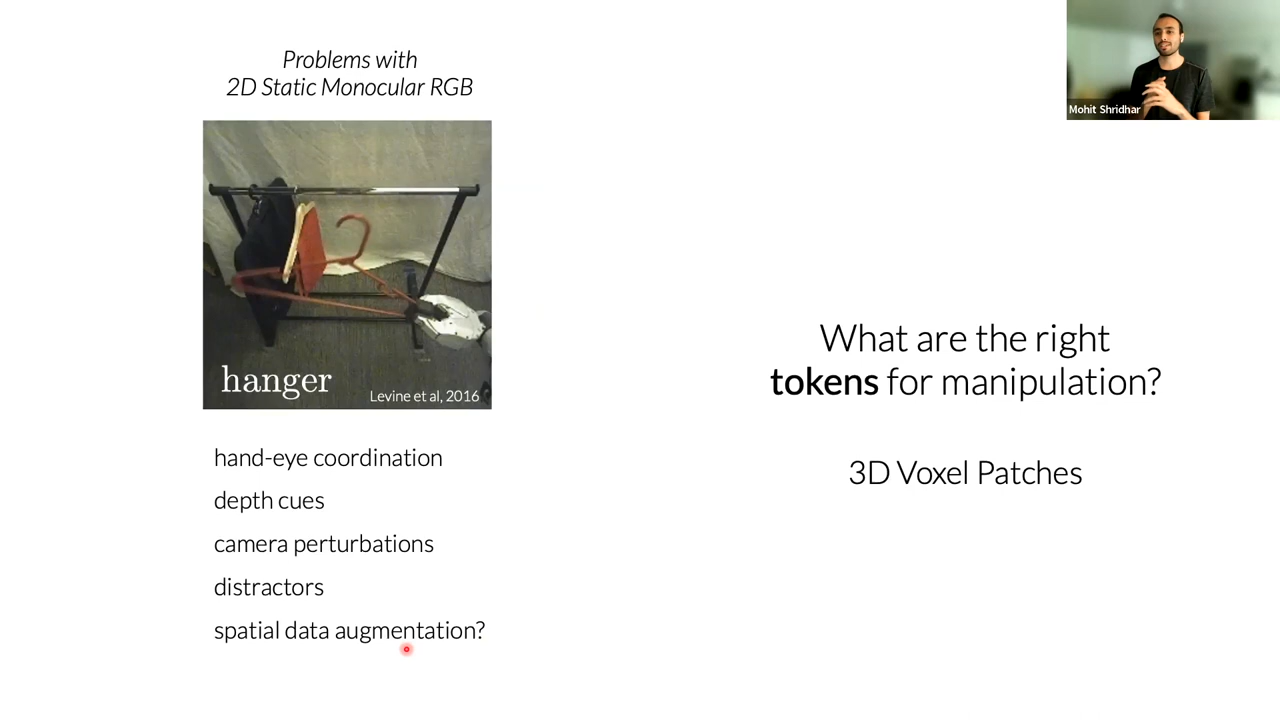 Problems with
2D Static Monocular RGB
hanger
Levine et al, 2016
hand-eye coordination
depth cues
camera perturbations
distractors
spatial data augmentation?
What are the right
tokens for manipulation?
3D Voxel Patches
Mohit Shridhar